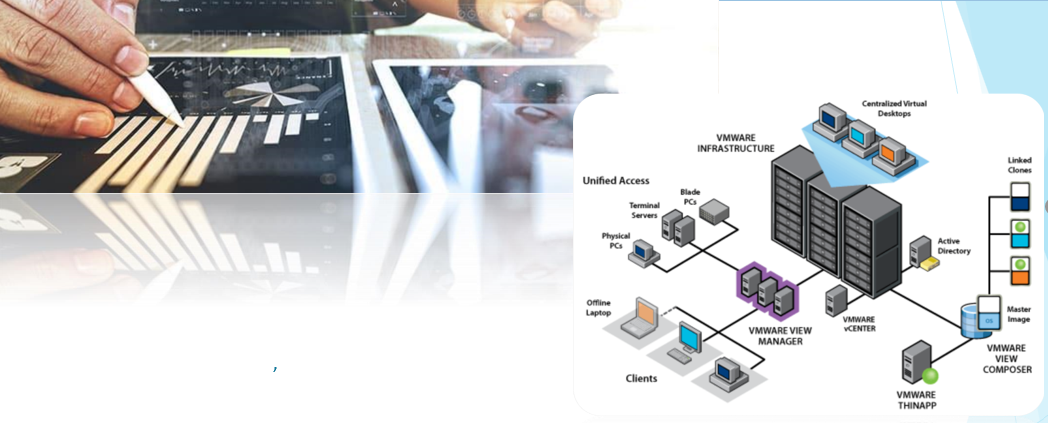 Centralized Virtual
Desktops
VMWARE
INFRASTRUCTURE
Linked
Clones
Unified Access
Blade
PCs
Terminal
Servers
Physical
PCs
Active
Directory
Offline
Laptop
VMWARE VIEW
MANAGER
VMWARE
vCENTER
Master
Image
OS
VMWARE
VIEW
COMPOSER
Clients
VMWARE
THINAPP
,